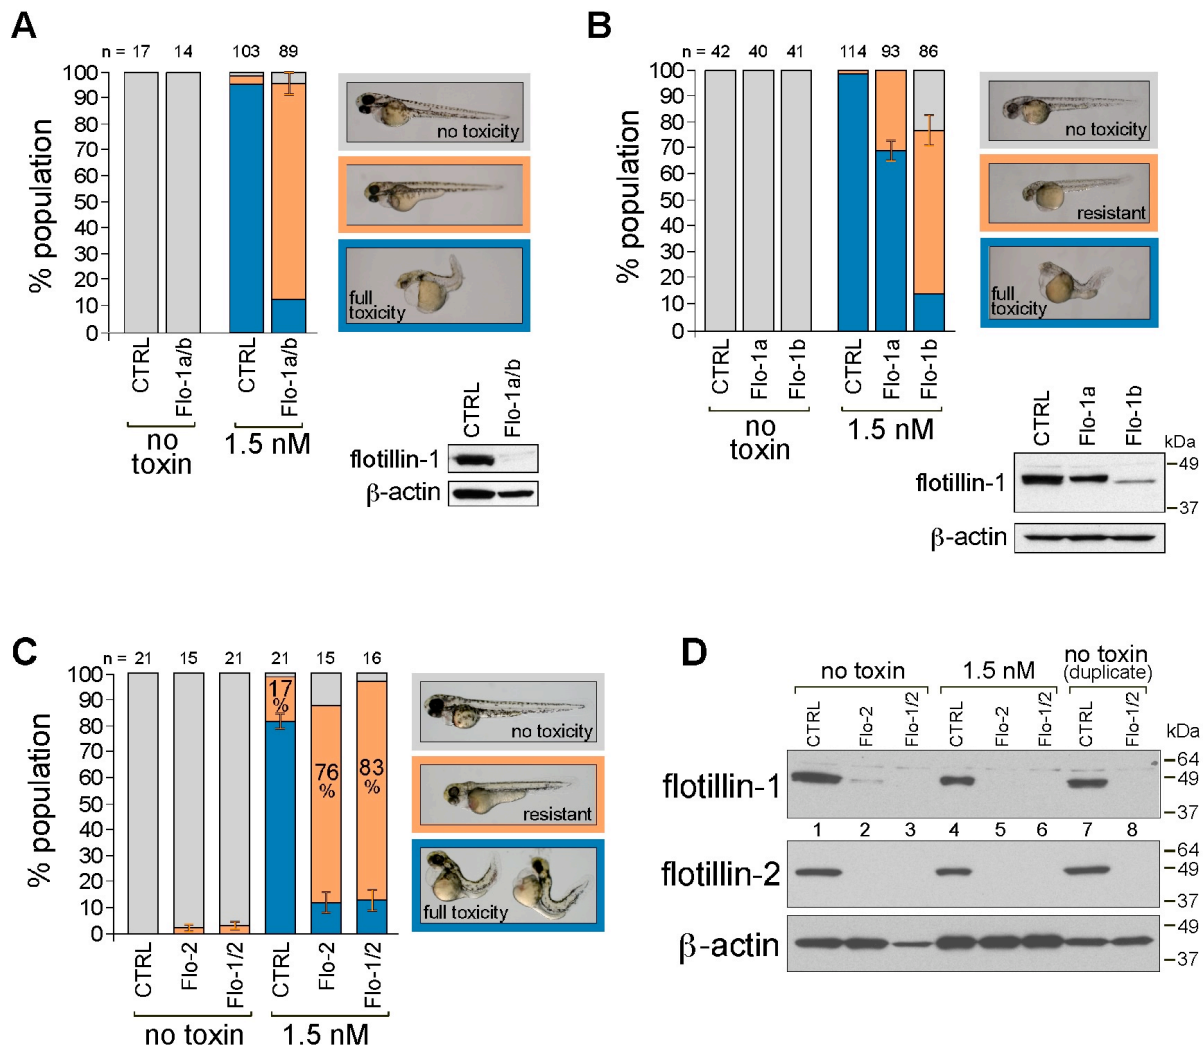 A
n = 17 14 103 89
100
90
80
70
60
50
40
30
20
10
0
% population
CTRL
Flo-1a/b
CTRL
Flo-1a/b
no toxin
1.5 nM
no toxicity
full toxicity
CTRL
Flo-1a/b
flotillin-1
β-actin
B
n = 42 40 41 114 93 86
100
90
80
70
60
50
40
30
20
10
0
% population
CTRL
Flo-1a
Flo-1b
CTRL
Flo-1a
Flo-1b
no toxin
1.5 nM
no toxicity
resistant
full toxicity
CTRL
Flo-1a
Flo-1b
kDa
flotillin-1
49
37
β-actin
C
n = 21 15 21 21 15 16
100
90
80
70
60
50
40
30
20
10
0
% population
17 %
76 %
83 %
CTRL
Flo-2
Flo-1/2
CTRL
Flo-2
Flo-1/2
no toxin
1.5 nM
no toxicity
resistant
full toxicity
D
no toxin 1.5 nM no toxin
(duplicate)
CTRL
Flo-2
Flo-1/2
CTRL
Flo-2
Flo-1/2
CTRL
Flo-1/2
kDa
flotillin-1
64
49
37
1 2 3 4 5 6 7 8
flotillin-2
64
49
37
β-actin
49
37